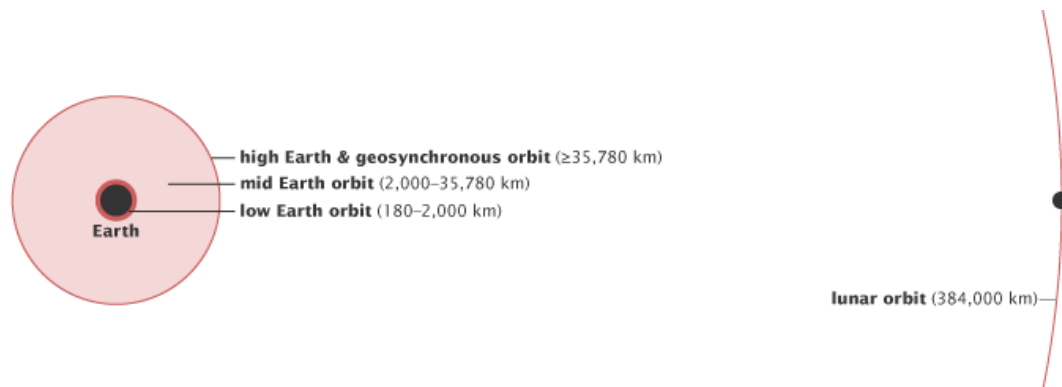 high Earth & geosynchronous orbit (≥35,780 km)
mid Earth orbit (2,000–35,780 km)
low Earth orbit (180–2,000 km)
Earth
lunar orbit (384,000 km)